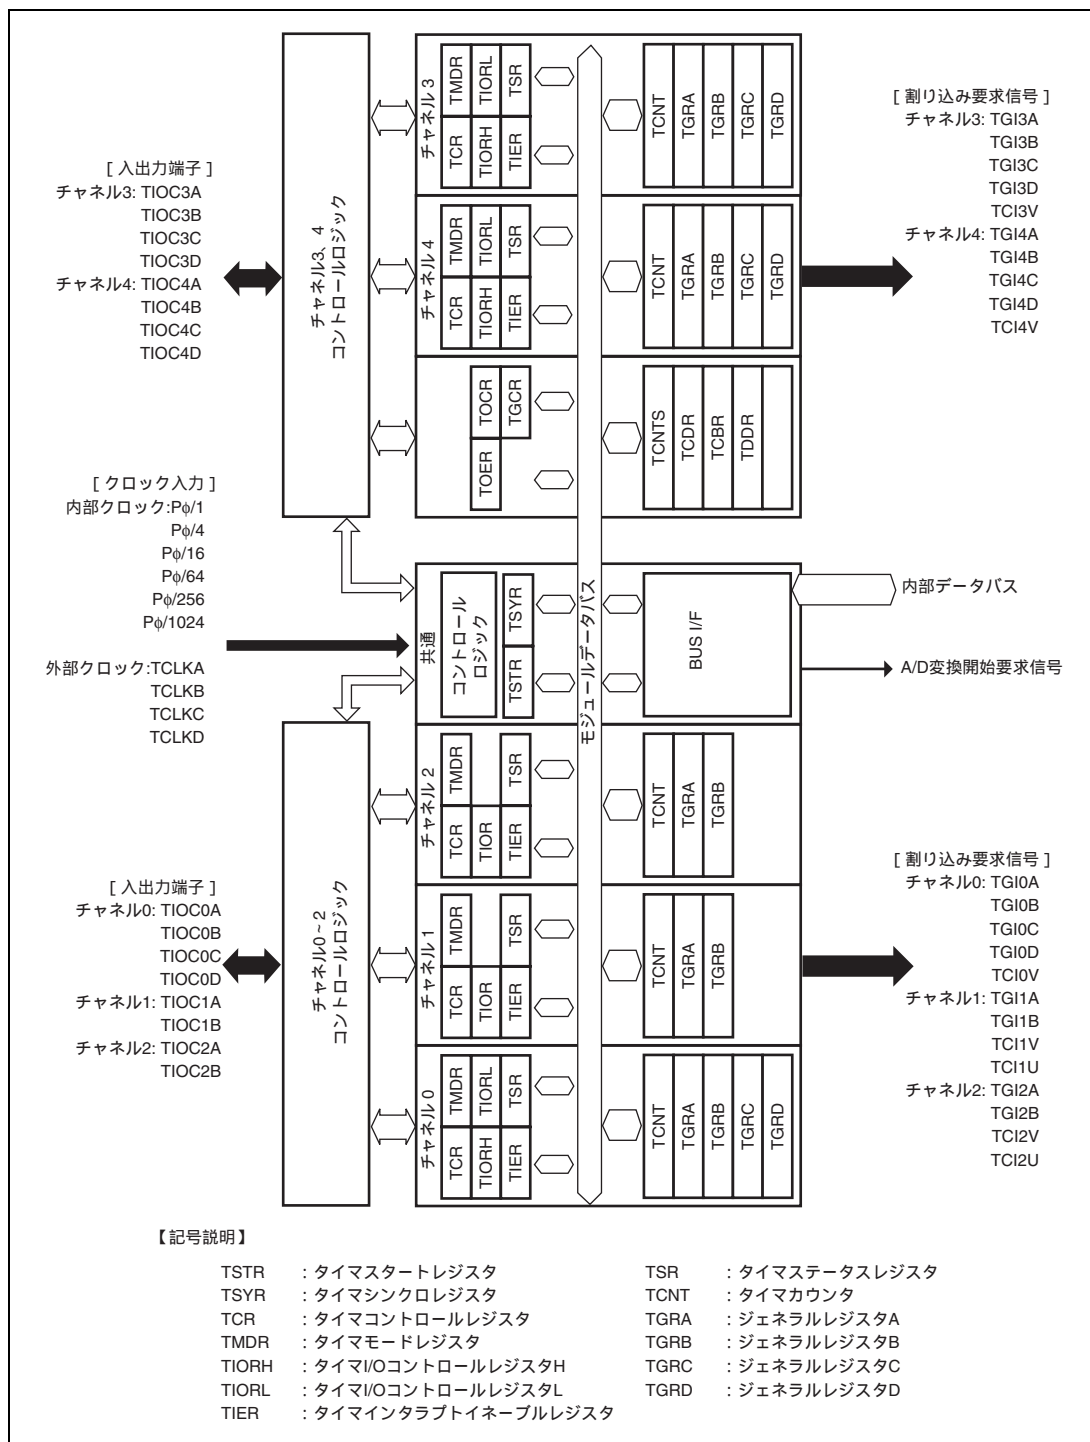 [ 入出力端子 ]
チャネル3: TIOC3A
TIOC3B
TIOC3C
TIOC3D
チャネル4: TIOC4A
TIOC4B
TIOC4C
TIOC4D
[ クロック入力 ]
内部クロック:Pφ/1
Pφ/4
Pφ/16
Pφ/64
Pφ/256
Pφ/1024
外部クロック:TCLKA
TCLKB
TCLKC
TCLKD
[ 入出力端子 ]
チャネル0: TIOC0A
TIOC0B
TIOC0C
TIOC0D
チャネル1: TIOC1A
TIOC1B
チャネル2: TIOC2A
TIOC2B
チャネル3、4
コントロールロジック
チャネル0~2
コントロールロジック
チャネル 3
TMDR
TIORL
TSR
TCR
TIORH
TIER
TCNT
TGRA
TGRB
TGRC
TGRD
チャネル 4
TMDR
TIORL
TSR
TCR
TIORH
TIER
TCNT
TGRA
TGRB
TGRC
TGRD
TOCR
TGCR
TOER
TCNTS
TCDR
TCBR
TDDR
共通
コントロール
ロジック
TSYR
TSTR
モジュールデータバス
BUS I/F
チャネル 2
TMDR
TSR
TCR
TIOR
TIER
TCNT
TGRA
TGRB
チャネル 1
TMDR
TSR
TCR
TIOR
TIER
TCNT
TGRA
TGRB
チャネル 0
TMDR
TIORL
TSR
TCR
TIORH
TIER
TCNT
TGRA
TGRB
TGRC
TGRD
[ 割り込み要求信号 ]
チャネル3: TGI3A
TGI3B
TGI3C
TGI3D
TCI3V
チャネル4: TGI4A
TGI4B
TGI4C
TGI4D
TCI4V
内部データバス
A/D変換開始要求信号
[ 割り込み要求信号 ]
チャネル0: TGI0A
TGI0B
TGI0C
TGI0D
TCI0V
チャネル1: TGI1A
TGI1B
TCI1V
TCI1U
チャネル2: TGI2A
TGI2B
TCI2V
TCI2U
【記号説明】
TSTR : タイマスタートレジスタ
TSYR : タイマシンクロレジスタ
TCR : タイマコントロールレジスタ
TMDR : タイマモードレジスタ
TIORH : タイマI/OコントロールレジスタH
TIORL : タイマI/OコントロールレジスタL
TIER : タイマインタラプトイネーブルレジスタ
TSR : タイマステータスレジスタ
TCNT : タイマカウンタ
TGRA : ジェネラルレジスタA
TGRB : ジェネラルレジスタB
TGRC : ジェネラルレジスタC
TGRD : ジェネラルレジスタD